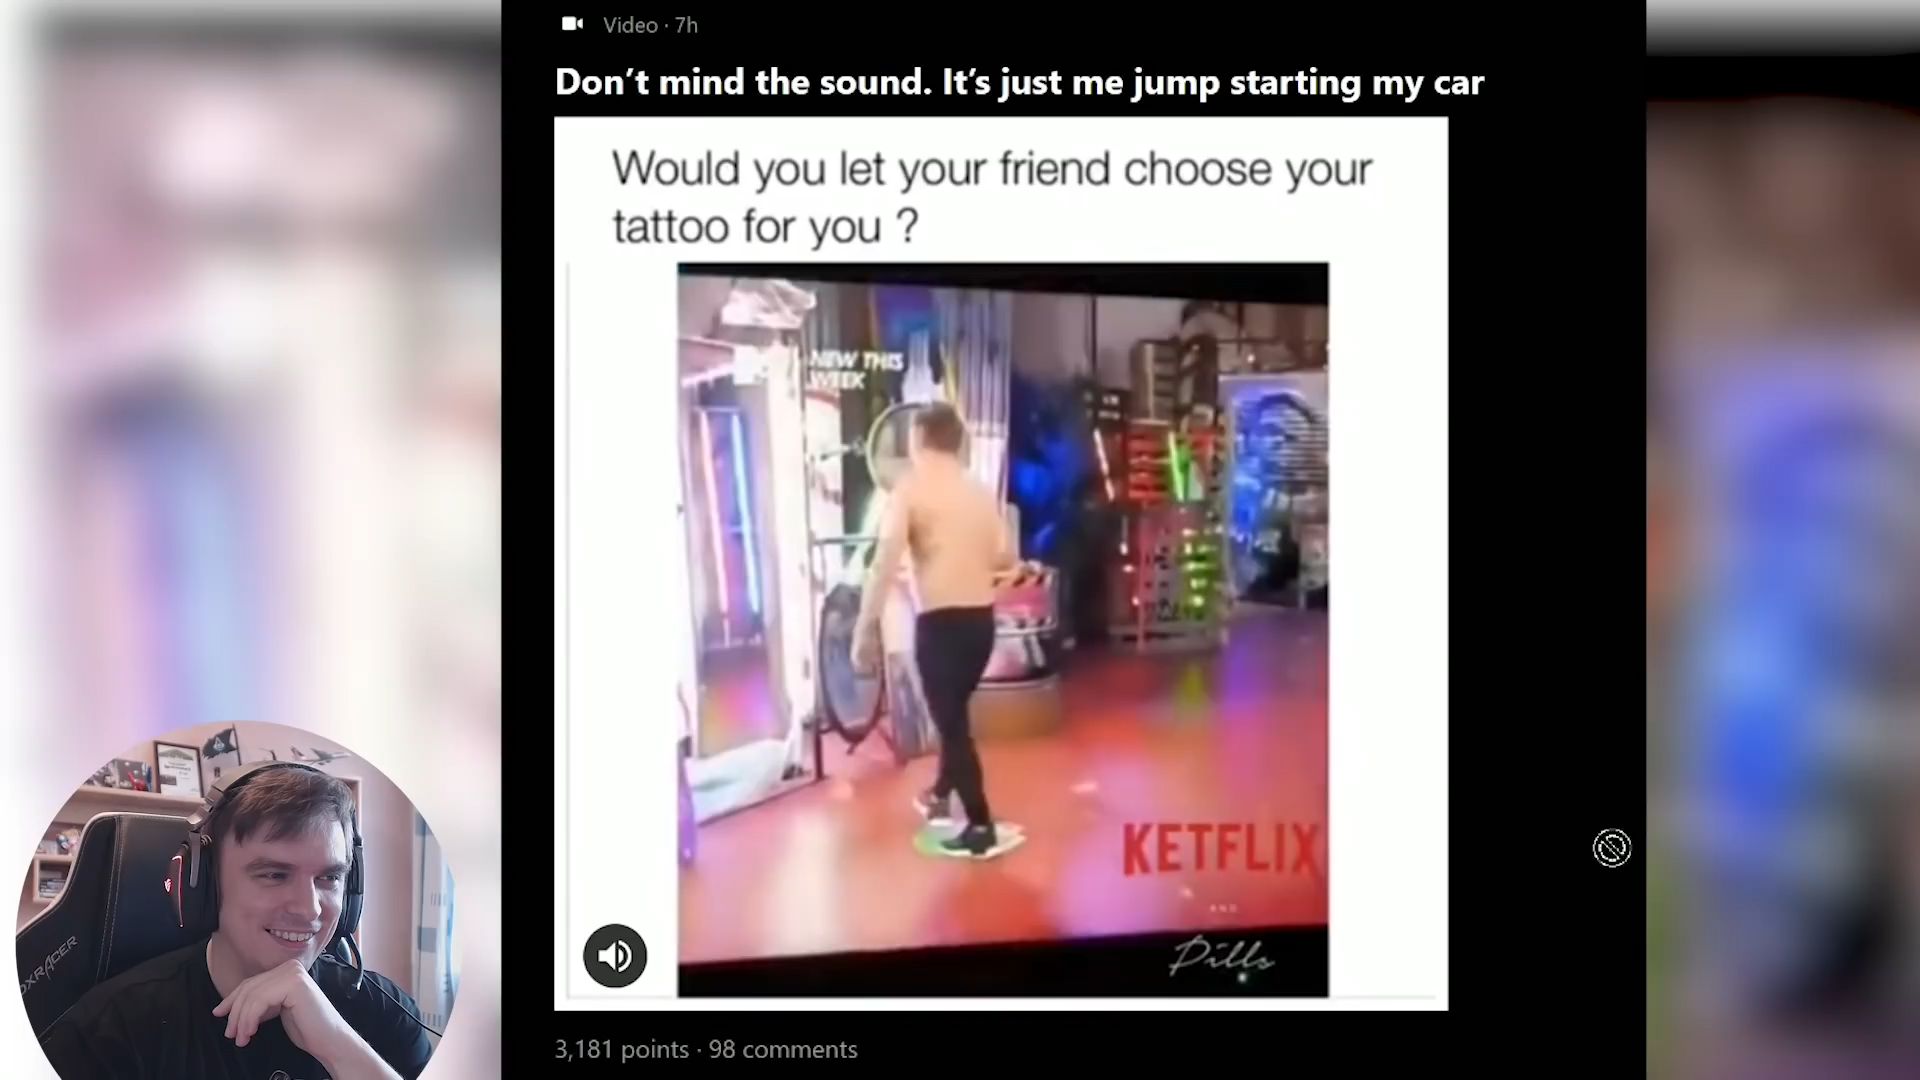 Video · 7h
Don’t mind the sound. It’s just me jump starting my car
Would you let your friend choose your
tattoo for you ?
NEW THIS
WEEK
KETFLIX
AND
Pills
DXRACER
3,181 points · 98 comments